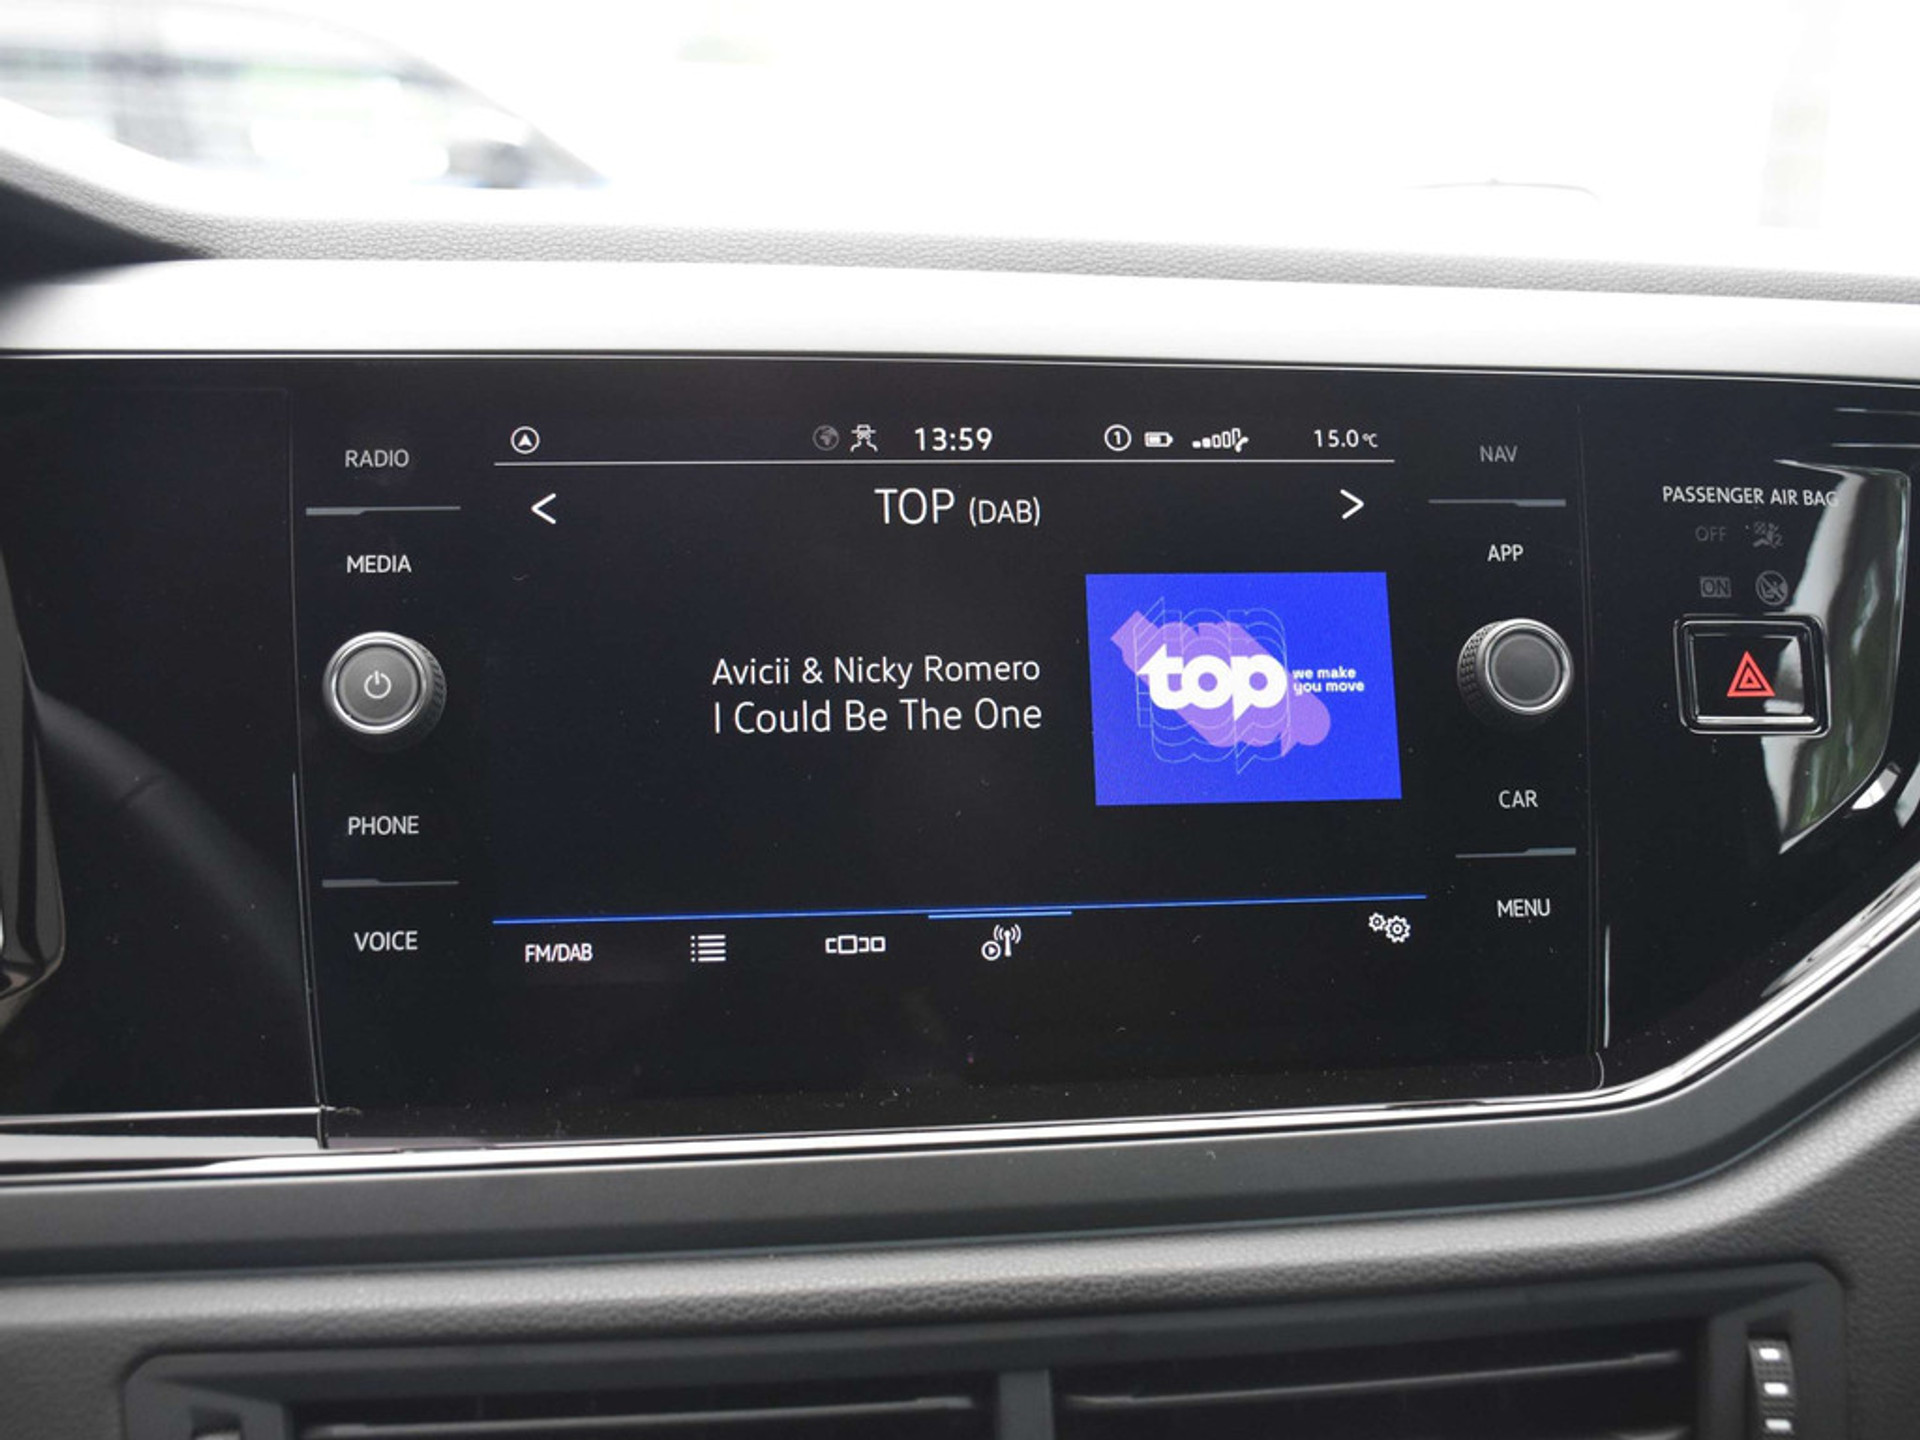 RADIO
MEDIA
PHONE
VOICE
13:59
1
15.0°C
TOP (DAB)
Avicii & Nicky Romero
I Could Be The One
top
we make
you move
FM/DAB
NAV
APP
CAR
MENU
PASSENGER AIR BAG
OFF
ON